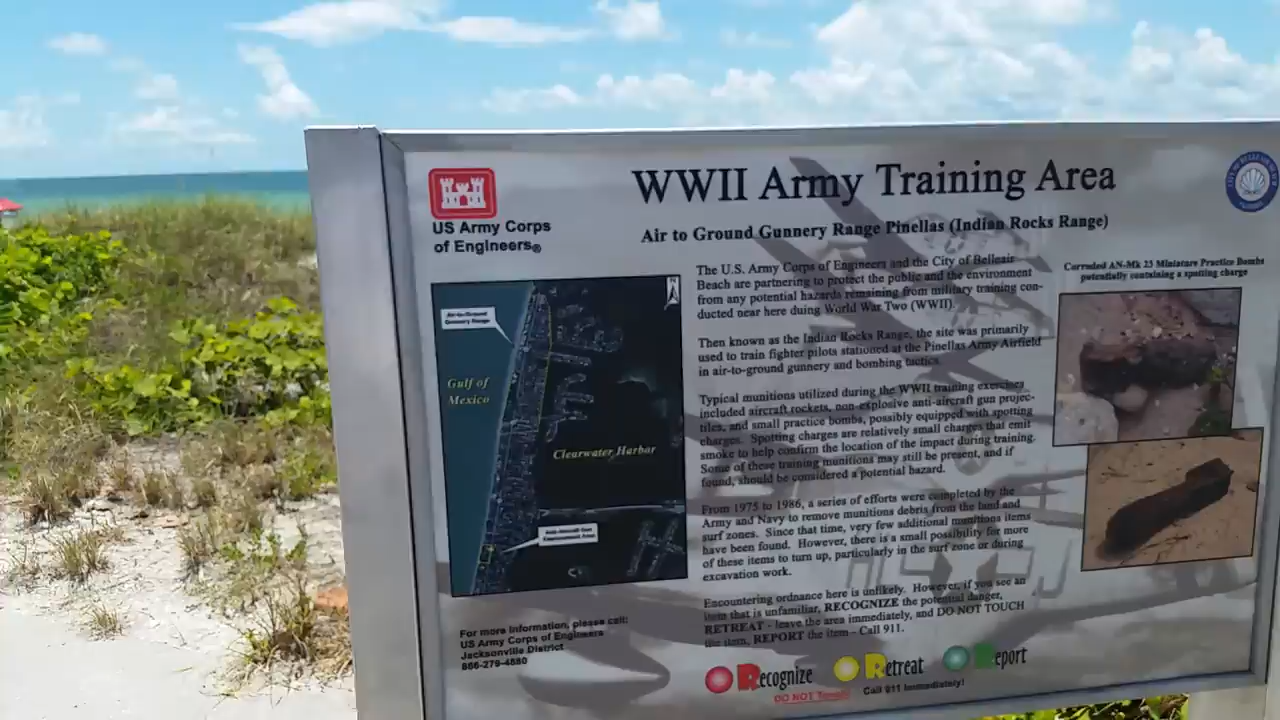 WWII Army Training Area
Air to Ground Gunnery Range Pinellas (Indian Rocks Range)
US Army Corps
of Engineers®
Air-to-Ground
Gunnery Range
Gulf of
Mexico
Clearwater Harbor
For more information, please call:
US Army Corps of Engineers
Jacksonville District
866-279-4880
The U.S. Army Corps of Engineers and the City of Belleair
Beach are partnering to protect the public and the environment
from any potential hazards remaining from military training con-
ducted near here duing World War Two (WWII).
Then known as the Indian Rocks Range, the site was primarily
used to train fighter pilots stationed at the Pinellas Army Airfield
in air-to-ground gunnery and bombing tactics.
Typical munitions utilized during the WWII training exercises
included aircraft rockets, non-explosive anti-aircraft gun projec-
tiles, and small practice bombs, possibly equipped with spotting
charges. Spotting charges are relatively small charges that emit
smoke to help confirm the location of the impact during training.
Some of these training munitions may still be present, and if
found, should be considered a potential hazard.
From 1975 to 1986, a series of efforts were completed by the
Army and Navy to remove munitions debris from the land and
surf zones. Since that time, very few additional munitions items
have been found. However, there is a small possibility for more
of these items to turn up, particularly in the surf zone or during
excavation work.
Encountering ordnance here is unlikely. However, if you see an
item that is unfamiliar, RECOGNIZE the potential danger,
RETREAT - leave the area immediately, and DO NOT TOUCH
the item, REPORT the item - Call 911.
Recognize Retreat Report
DO NOT Touch! Call 911 Immediately!
Corroded AN-Mk 23 Miniature Practice Bombs
potentially containing a spotting charge